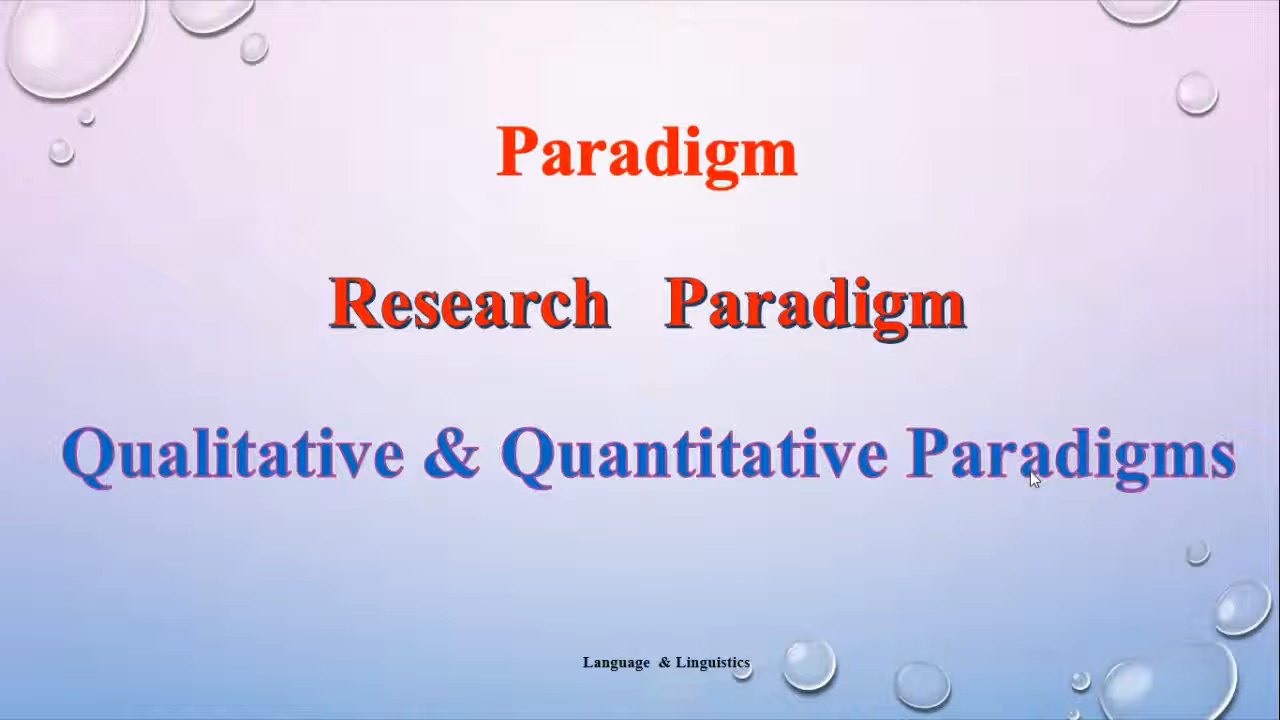 Paradigm
Research Paradigm
Qualitative & Quantitative Paradigms
Language & Linguistics